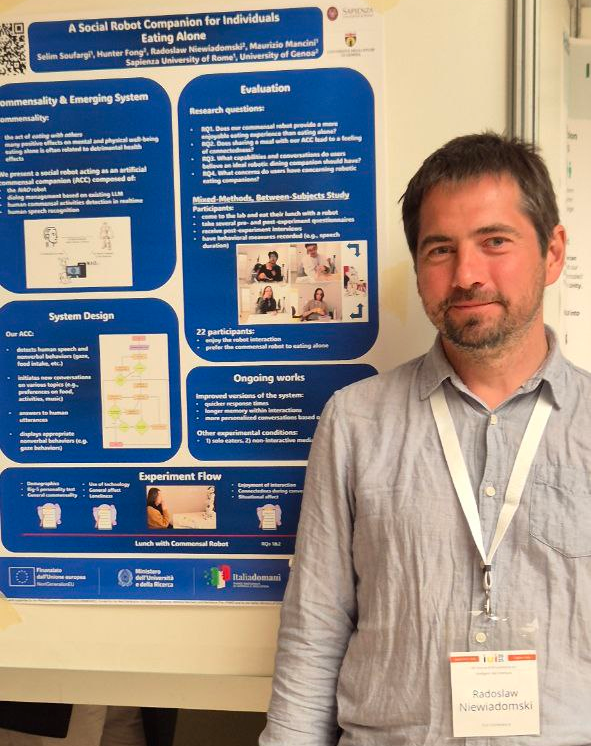 A Social Robot Companion for Individuals
Eating Alone
Selim Soufargi¹, Hunter Fong², Radoslaw Niewiadomski², Maurizio Mancini¹
Sapienza University of Rome¹, University of Genoa²
SAPIENZA
ommensality & Emerging System
ommensality:
the act of eating with others
many positive effects on mental and physical well-being
eating alone is often related to detrimental health
effects
We present a social robot acting as an artificial
commensal companion (ACC) composed of:
the NAO robot
dialog management based on existing LLM
human commensal activities detection in realtime
human speech recognition
System Design
Our ACC:
detects human speech and
nonverbal behaviors (gaze,
food intake, etc.)
initiates new conversations
on various topics (e.g.,
preferences on food,
activities, music)
answers to human
utterances
displays appropriate
nonverbal behaviors (e.g.
gaze behaviors)
Evaluation
Research questions:
RQ1. Does our commensal robot provide a more
enjoyable eating experience than eating alone?
RQ2. Does sharing a meal with our ACC lead to a feeling
of connectedness?
RQ3. What capabilities and conversations do users
believe an ideal robotic dining companion should have?
RQ4. What concerns do users have concerning robotic
eating companions?
Mixed-Methods, Between-Subjects Study
Participants:
come to the lab and eat their lunch with a robot
take several pre- and post-experiment questionnaires
receive post-experiment interviews
have behavioral measures recorded (e.g., speech
duration)
22 participants:
enjoy the robot interaction
prefer the commensal robot to eating alone
Ongoing works
Improved versions of the system:
quicker response times
longer memory within interactions
more personalized conversations based o
Other experimental conditions:
1) solo eaters, 2) non-interactive medi
Experiment Flow
Demographics
Big-5 personality test
General commensality
Use of technology
General affect
Loneliness
Enjoyment of interaction
Connectedness during conve
Situational affect
Lunch with Commensal Robot
RQs 1&2
Finanziato
dall'Unione europea
NextGenerationEU
Ministero
dell'Università
e della Ricerca
Italiadomani
Radoslaw
Niewiadomski